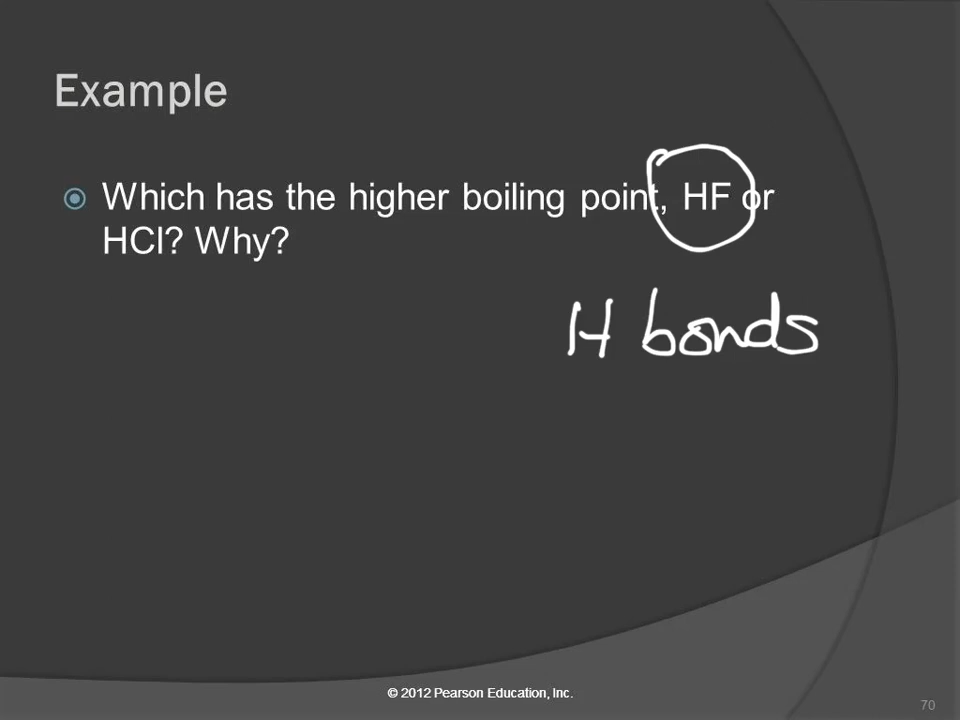 Example
Which has the higher boiling point, HF or
HCl? Why?
H bonds
© 2012 Pearson Education, Inc.
70